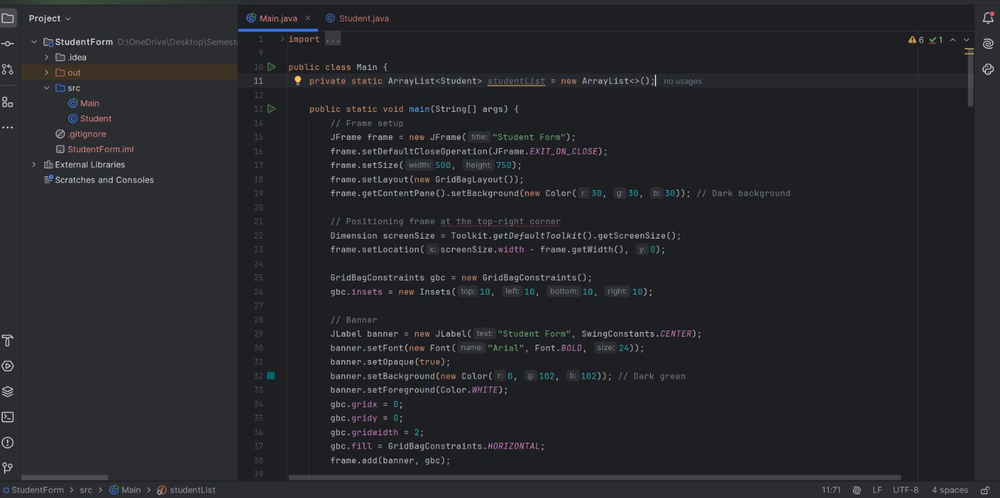 Project
StudentForm D:\OneDrive\Desktop\Semest
.idea
out
src
Main
Student
.gitignore
StudentForm.iml
External Libraries
Scratches and Consoles
Main.java
Student.java
6 1
1 import ...
9
10 public class Main {
11 private static ArrayList<Student> studentList = new ArrayList<>(); no usages
12
13 public static void main(String[] args) {
14 // Frame setup
15 JFrame frame = new JFrame( title: "Student Form");
16 frame.setDefaultCloseOperation(JFrame.EXIT_ON_CLOSE);
17 frame.setSize( width: 500, height: 750);
18 frame.setLayout(new GridBagLayout());
19 frame.getContentPane().setBackground(new Color( r: 30, g: 30, b: 30)); // Dark background
20
21 // Positioning frame at the top-right corner
22 Dimension screenSize = Toolkit.getDefaultToolkit().getScreenSize();
23 frame.setLocation( x: screenSize.width - frame.getWidth(), y: 0);
24
25 GridBagConstraints gbc = new GridBagConstraints();
26 gbc.insets = new Insets( top: 10, left: 10, bottom: 10, right: 10);
27
28 // Banner
29 JLabel banner = new JLabel( text: "Student Form", SwingConstants.CENTER);
30 banner.setFont(new Font( name: "Arial", Font.BOLD, size: 24));
31 banner.setOpaque(true);
32 banner.setBackground(new Color( r: 0, g: 102, b: 102)); // Dark green
33 banner.setForeground(Color.WHITE);
34 gbc.gridx = 0;
35 gbc.gridy = 0;
36 gbc.gridwidth = 2;
37 gbc.fill = GridBagConstraints.HORIZONTAL;
38 frame.add(banner, gbc);
39
StudentForm > src > Main > studentList
11:71 LF UTF-8 4 spaces